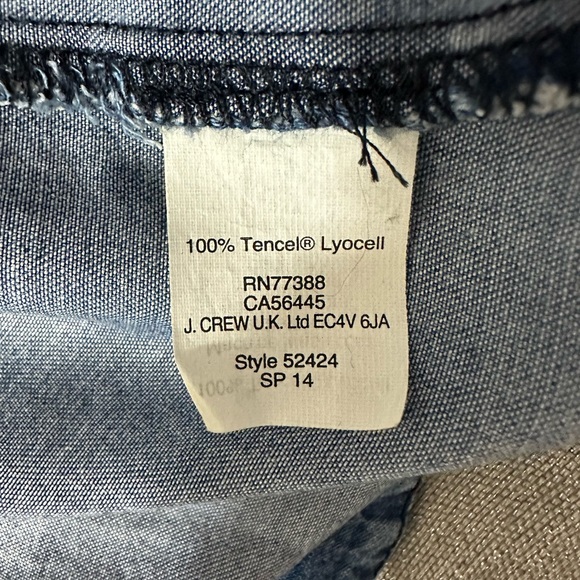 100% Tencel® Lyocell
RN77388
CA56445
J. CREW U.K. Ltd EC4V 6JA
Style 52424
SP 14